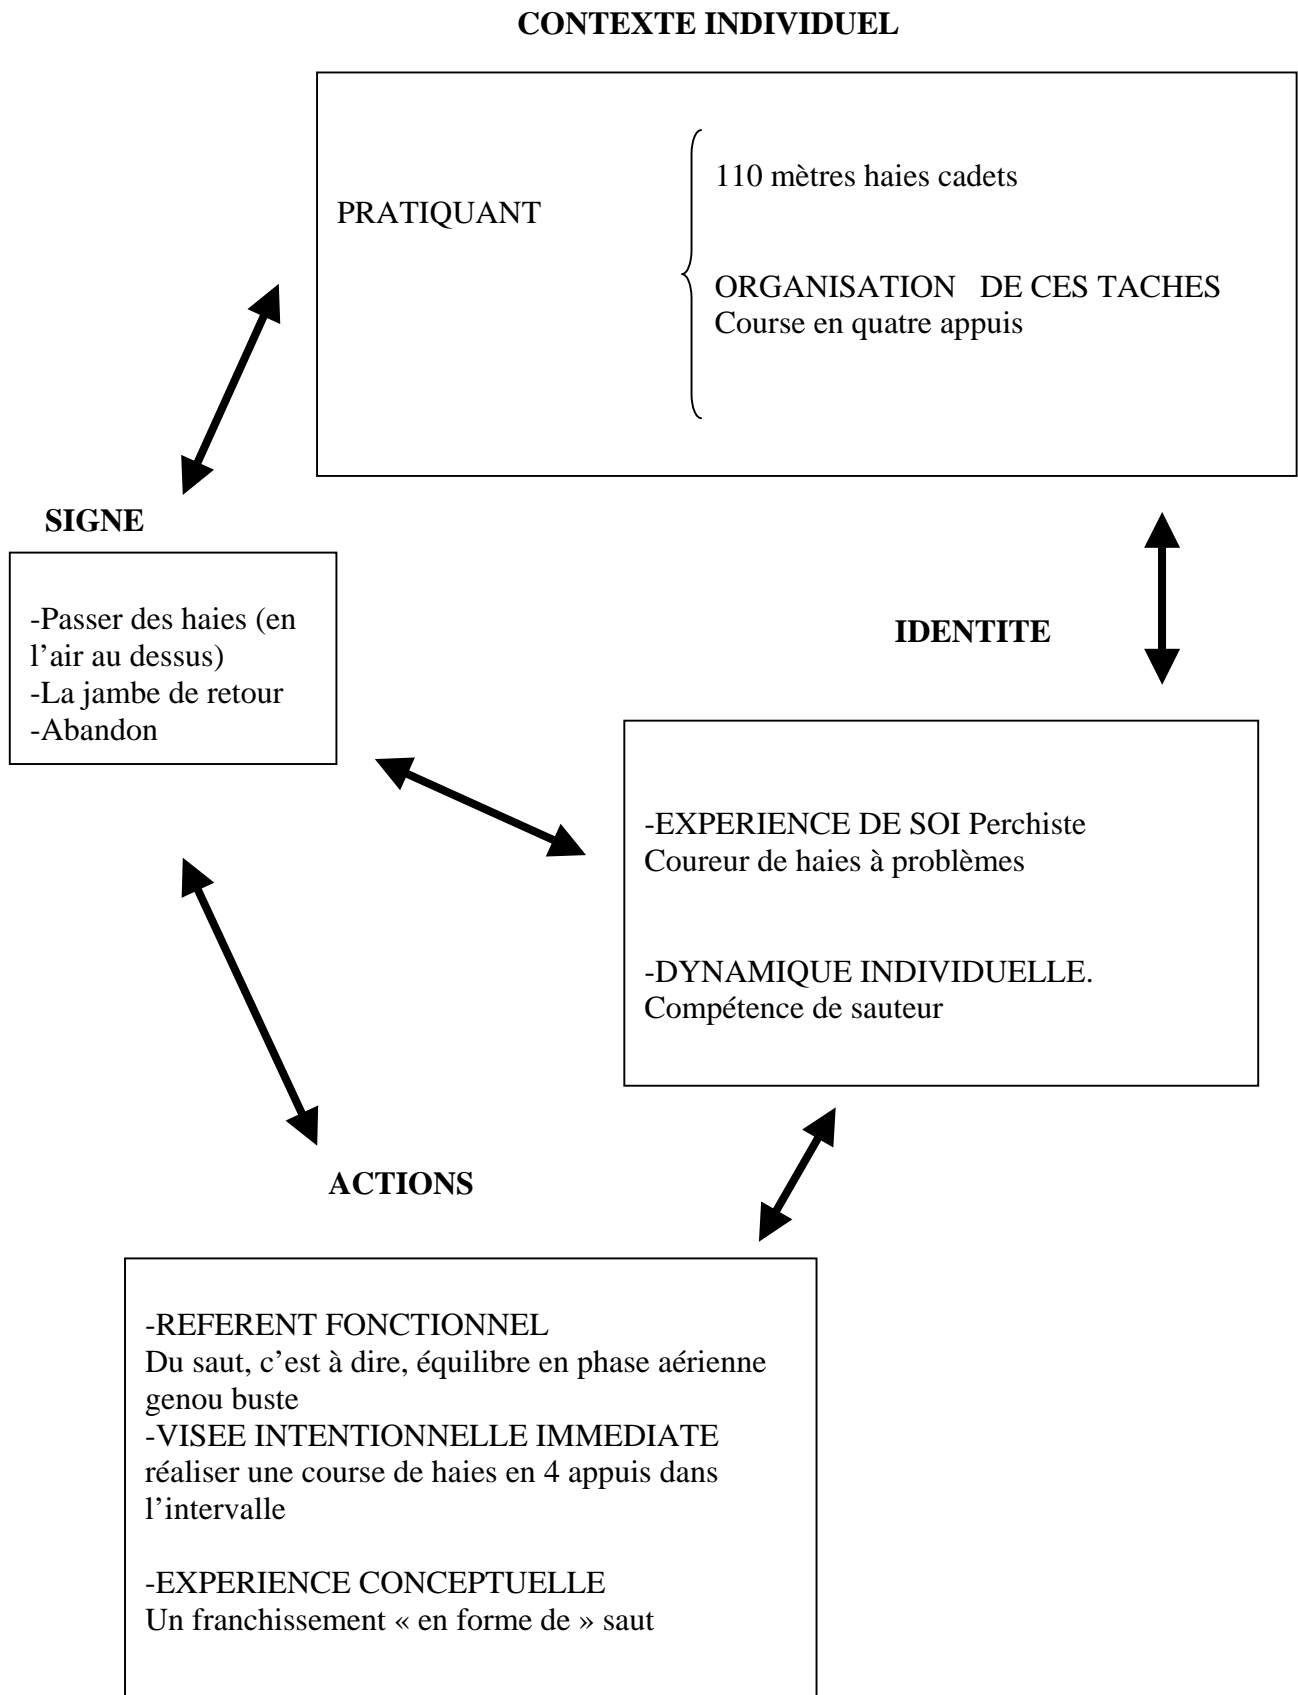 CONTEXTE INDIVIDUEL
110 mètres haies cadets
PRATIQUANT
ORGANISATION DE CES TACHES
Course en quatre appuis
SIGNE
-Passer des haies (en
l’air au dessus)
-La jambe de retour
-Abandon
IDENTITE
-EXPERIENCE DE SOI Perchiste
Coureur de haies à problèmes
-DYNAMIQUE INDIVIDUELLE.
Compétence de sauteur
ACTIONS
-REFERENT FONCTIONNEL
Du saut, c’est à dire, équilibre en phase aérienne
genou buste
-VISEE INTENTIONNELLE IMMEDIATE
réaliser une course de haies en 4 appuis dans
l’intervalle
-EXPERIENCE CONCEPTUELLE
Un franchissement « en forme de » saut